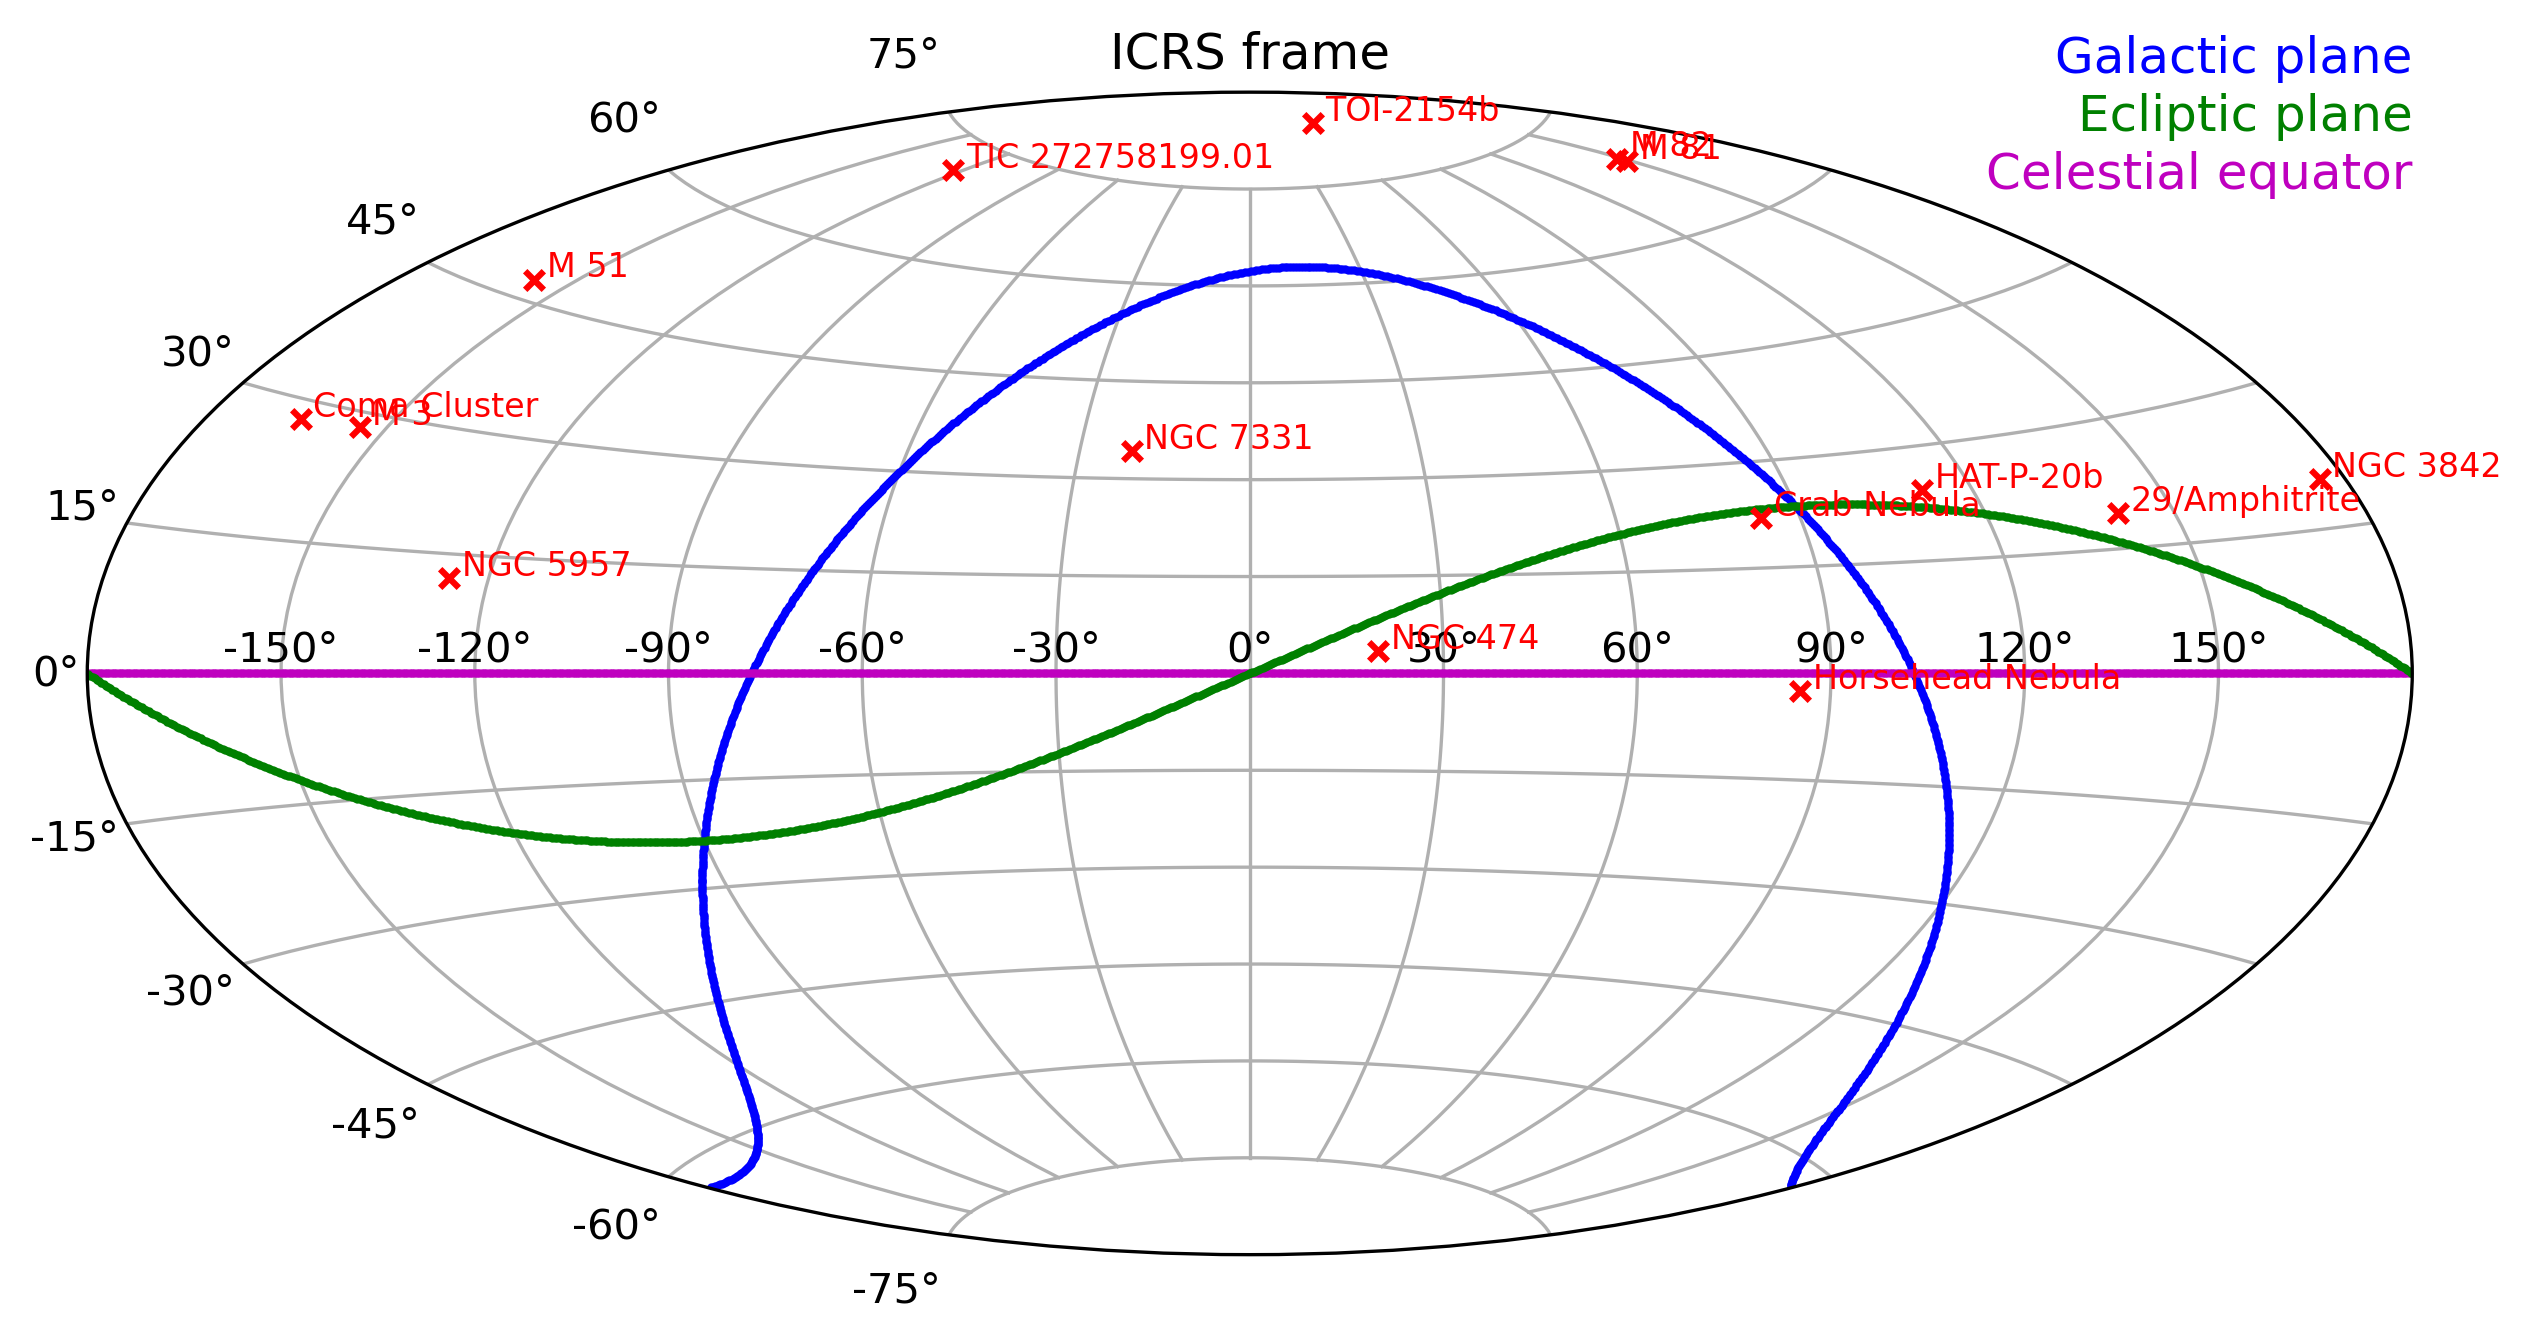 ICRS frame
Galactic plane
Ecliptic plane
Celestial equator
75°
60°
45°
30°
15°
0°
-15°
-30°
-45°
-60°
-75°
-150°
-120°
-90°
-60°
-30°
0°
30°
60°
90°
120°
150°
TOI-2154b
TIC 272758199.01
M 82
M 81
M 51
Coma Cluster
M 3
NGC 7331
NGC 3842
HAT-P-20b
29/Amphitrite
Crab Nebula
NGC 5957
NGC 474
Horsehead Nebula